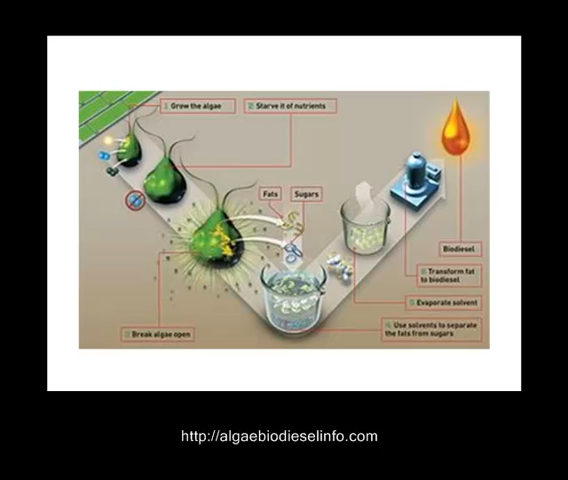 1 Grow the algae
2 Starve it of nutrients
Fats
Sugars
Biodiesel
6 Transform fat
to biodiesel
5 Evaporate solvent
4 Use solvents to separate
the fats from sugars
3 Break algae open
http://algaebiodieselinfo.com